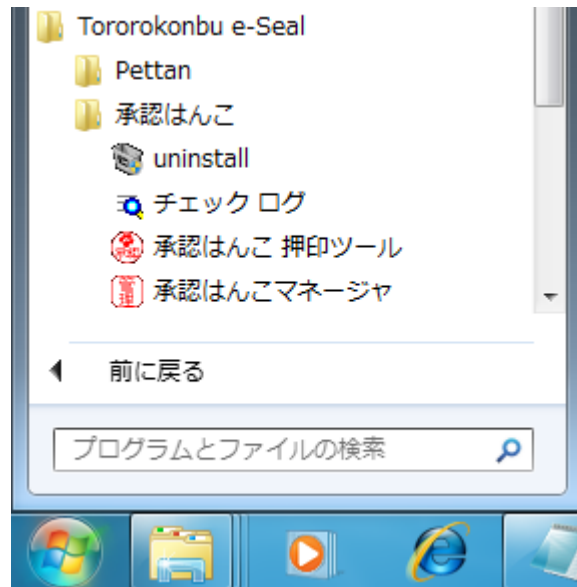 Tororokonbu e-Seal
Pettan
承認はんこ
uninstall
チェック ログ
承認はんこ 押印ツール
承認はんこマネージャ
前に戻る
プログラムとファイルの検索